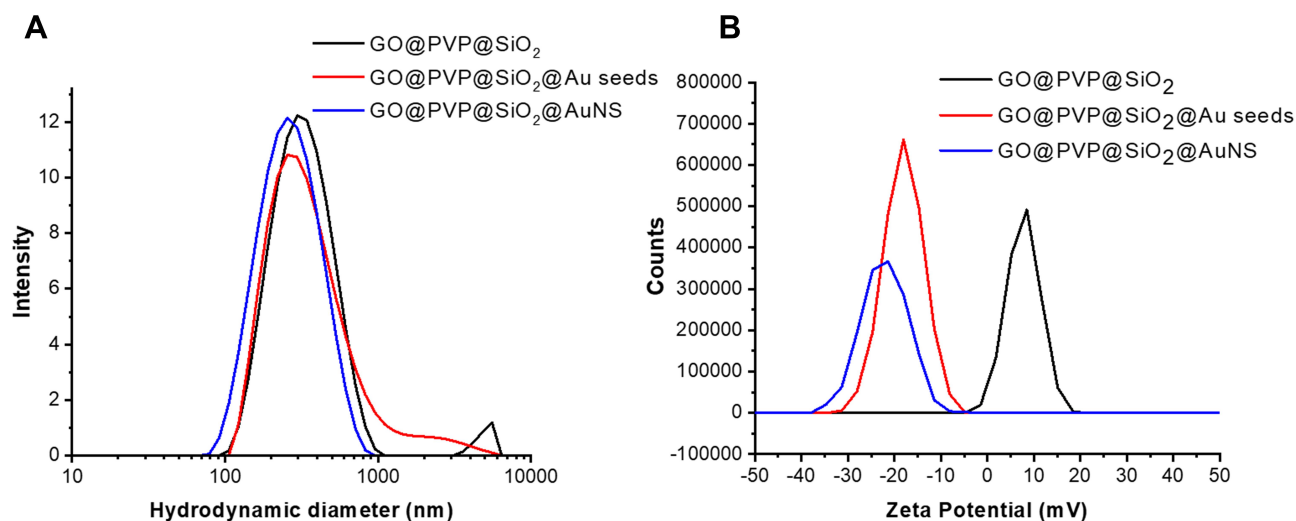 A
GO@PVP@SiO₂
GO@PVP@SiO₂@Au seeds
GO@PVP@SiO₂@AuNS
12
10
8
6
4
2
0
Intensity
10 100 1000 10000
Hydrodynamic diameter (nm)
B
GO@PVP@SiO₂
GO@PVP@SiO₂@Au seeds
GO@PVP@SiO₂@AuNS
800000
700000
600000
500000
400000
300000
200000
100000
0
-100000
Counts
-50 -40 -30 -20 -10 0 10 20 30 40 50
Zeta Potential (mV)